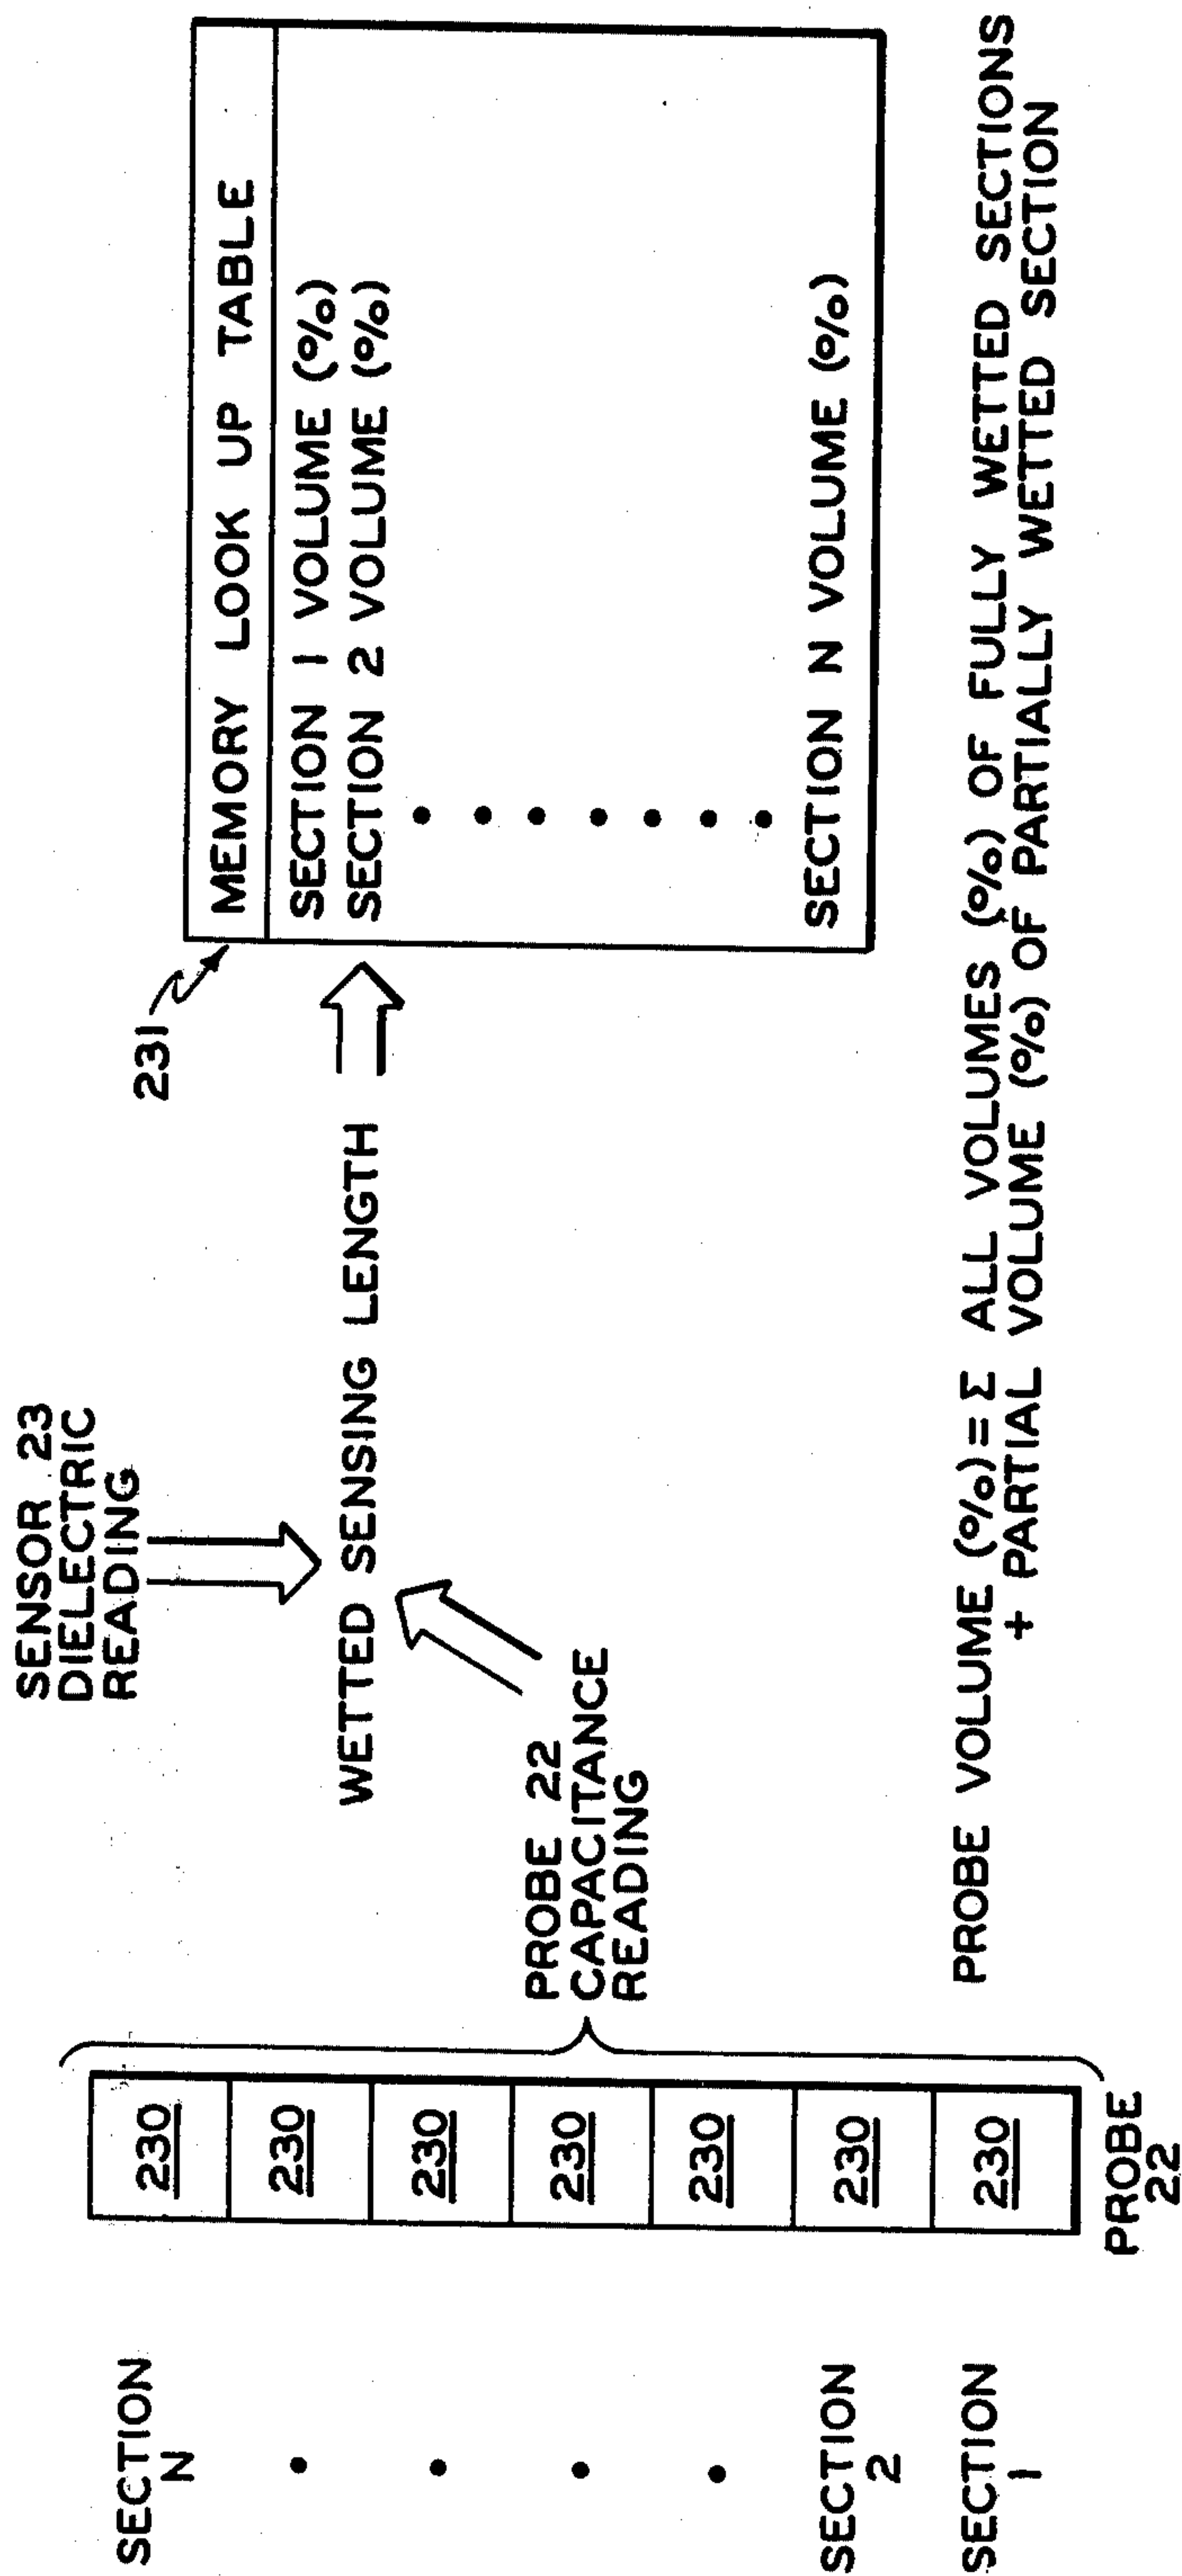 SECTION
N
SECTION
2
SECTION
1
230
230
230
230
230
230
230
PROBE
22
PROBE 22
CAPACITANCE
READING
SENSOR 23
DIELECTRIC
READING
WETTED SENSING LENGTH
231
MEMORY LOOK UP TABLE
SECTION 1 VOLUME (%)
SECTION 2 VOLUME (%)
SECTION N VOLUME (%)
PROBE VOLUME (%) = Σ ALL VOLUMES (%) OF FULLY WETTED SECTIONS
+ PARTIAL VOLUME (%) OF PARTIALLY WETTED SECTION